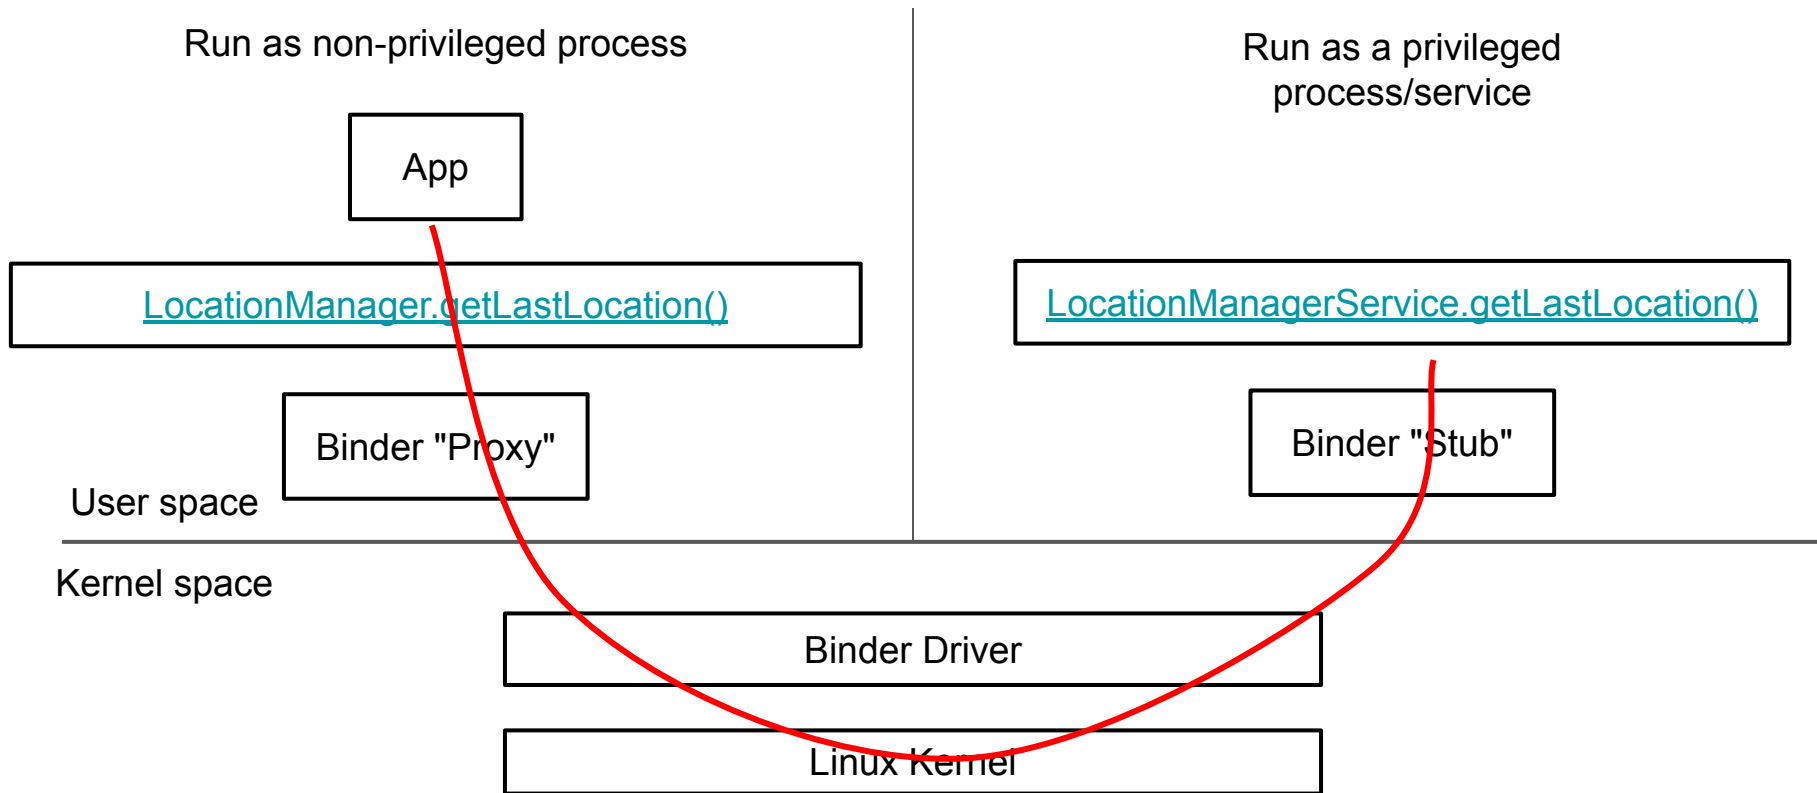 Run as non-privileged process
Run as a privileged
process/service
App
LocationManager.getLastLocation()
LocationManagerService.getLastLocation()
Binder "Proxy"
Binder "Stub"
User space
Kernel space
Binder Driver
Linux Kernel